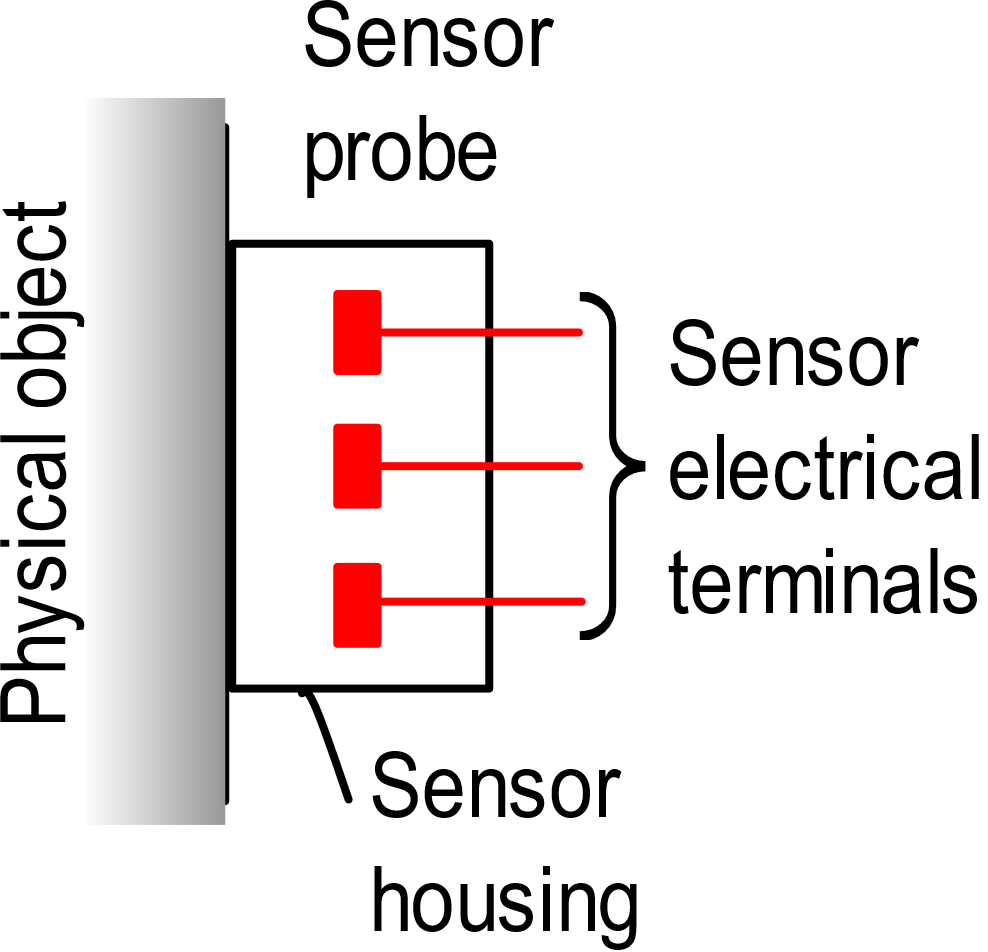 Sensor
probe
Physical object
Sensor
electrical
terminals
Sensor
housing